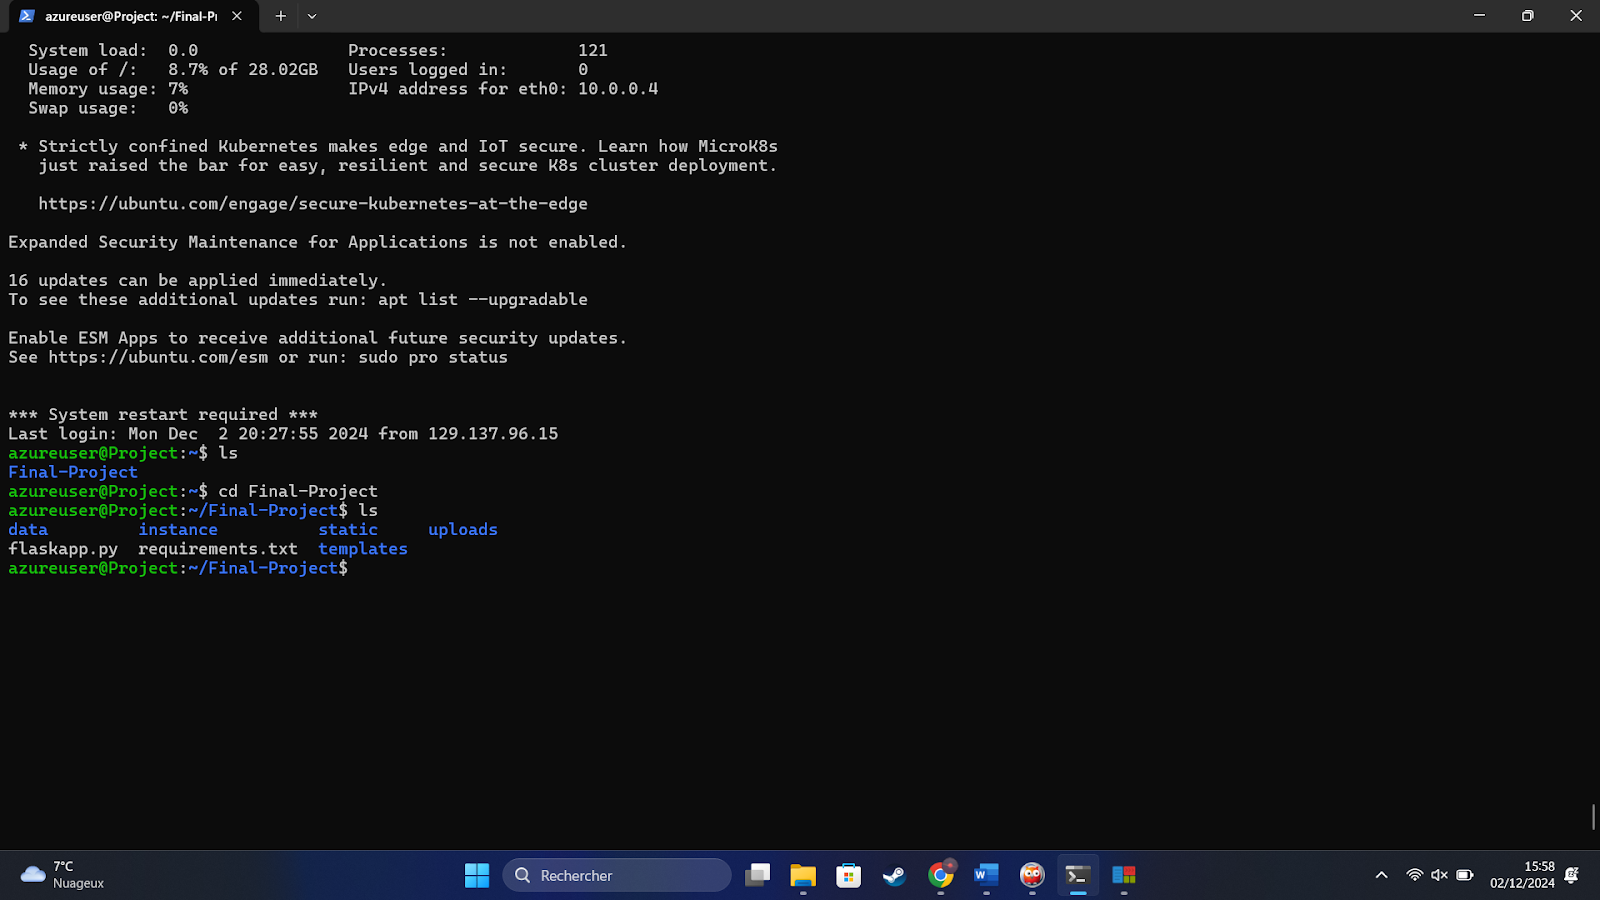 azureuser@Project: ~/Final-Pr
System load: 0.0 Processes: 121
Usage of /: 8.7% of 28.02GB Users logged in: 0
Memory usage: 7% IPv4 address for eth0: 10.0.0.4
Swap usage: 0%
* Strictly confined Kubernetes makes edge and IoT secure. Learn how MicroK8s
just raised the bar for easy, resilient and secure K8s cluster deployment.
https://ubuntu.com/engage/secure-kubernetes-at-the-edge
Expanded Security Maintenance for Applications is not enabled.
16 updates can be applied immediately.
To see these additional updates run: apt list --upgradable
Enable ESM Apps to receive additional future security updates.
See https://ubuntu.com/esm or run: sudo pro status
*** System restart required ***
Last login: Mon Dec  2 20:27:55 2024 from 129.137.96.15
azureuser@Project:~$ ls
Final-Project
azureuser@Project:~$ cd Final-Project
azureuser@Project:~/Final-Project$ ls
data instance static uploads
flaskapp.py requirements.txt templates
azureuser@Project:~/Final-Project$
7°C
Nuageux
Rechercher
15:58
02/12/2024